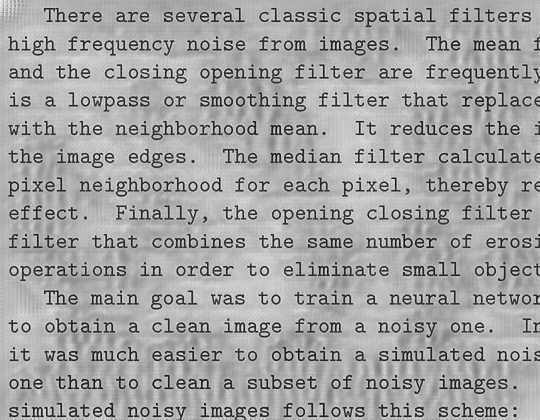 There are several classic spatial filters
high frequency noise from images. The mean f
and the closing opening filter are frequently
is a lowpass or smoothing filter that replace
with the neighborhood mean. It reduces the i
the image edges. The median filter calculate
pixel neighborhood for each pixel, thereby re
effect. Finally, the opening closing filter
filter that combines the same number of erosi
operations in order to eliminate small object
The main goal was to train a neural networ
to obtain a clean image from a noisy one. In
it was much easier to obtain a simulated nois
one than to clean a subset of noisy images.
simulated noisy images follows this scheme: